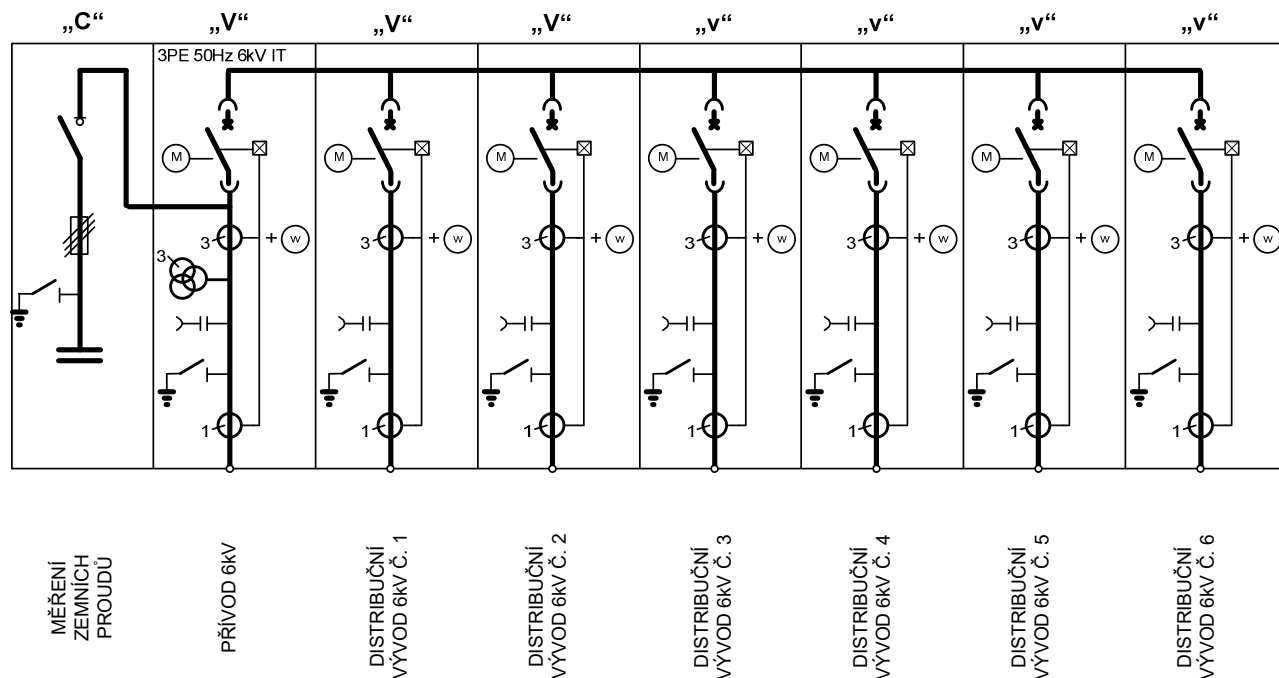 „C“ „V“ „V“ „V“ „v“ „v“ „v“ „v“
3PE 50Hz 6kV IT
M M M M M M M
3 + w 3 + w 3 + w 3 + w 3 + w 3 + w 3 + w
3
1 1 1 1 1 1 1
MĚŘENÍ
ZEMNÍCH
PROUDŮ
PŘÍVOD 6kV
DISTRIBUČNÍ
VÝVOD 6kV Č. 1
DISTRIBUČNÍ
VÝVOD 6kV Č. 2
DISTRIBUČNÍ
VÝVOD 6kV Č. 3
DISTRIBUČNÍ
VÝVOD 6kV Č. 4
DISTRIBUČNÍ
VÝVOD 6kV Č. 5
DISTRIBUČNÍ
VÝVOD 6kV Č. 6